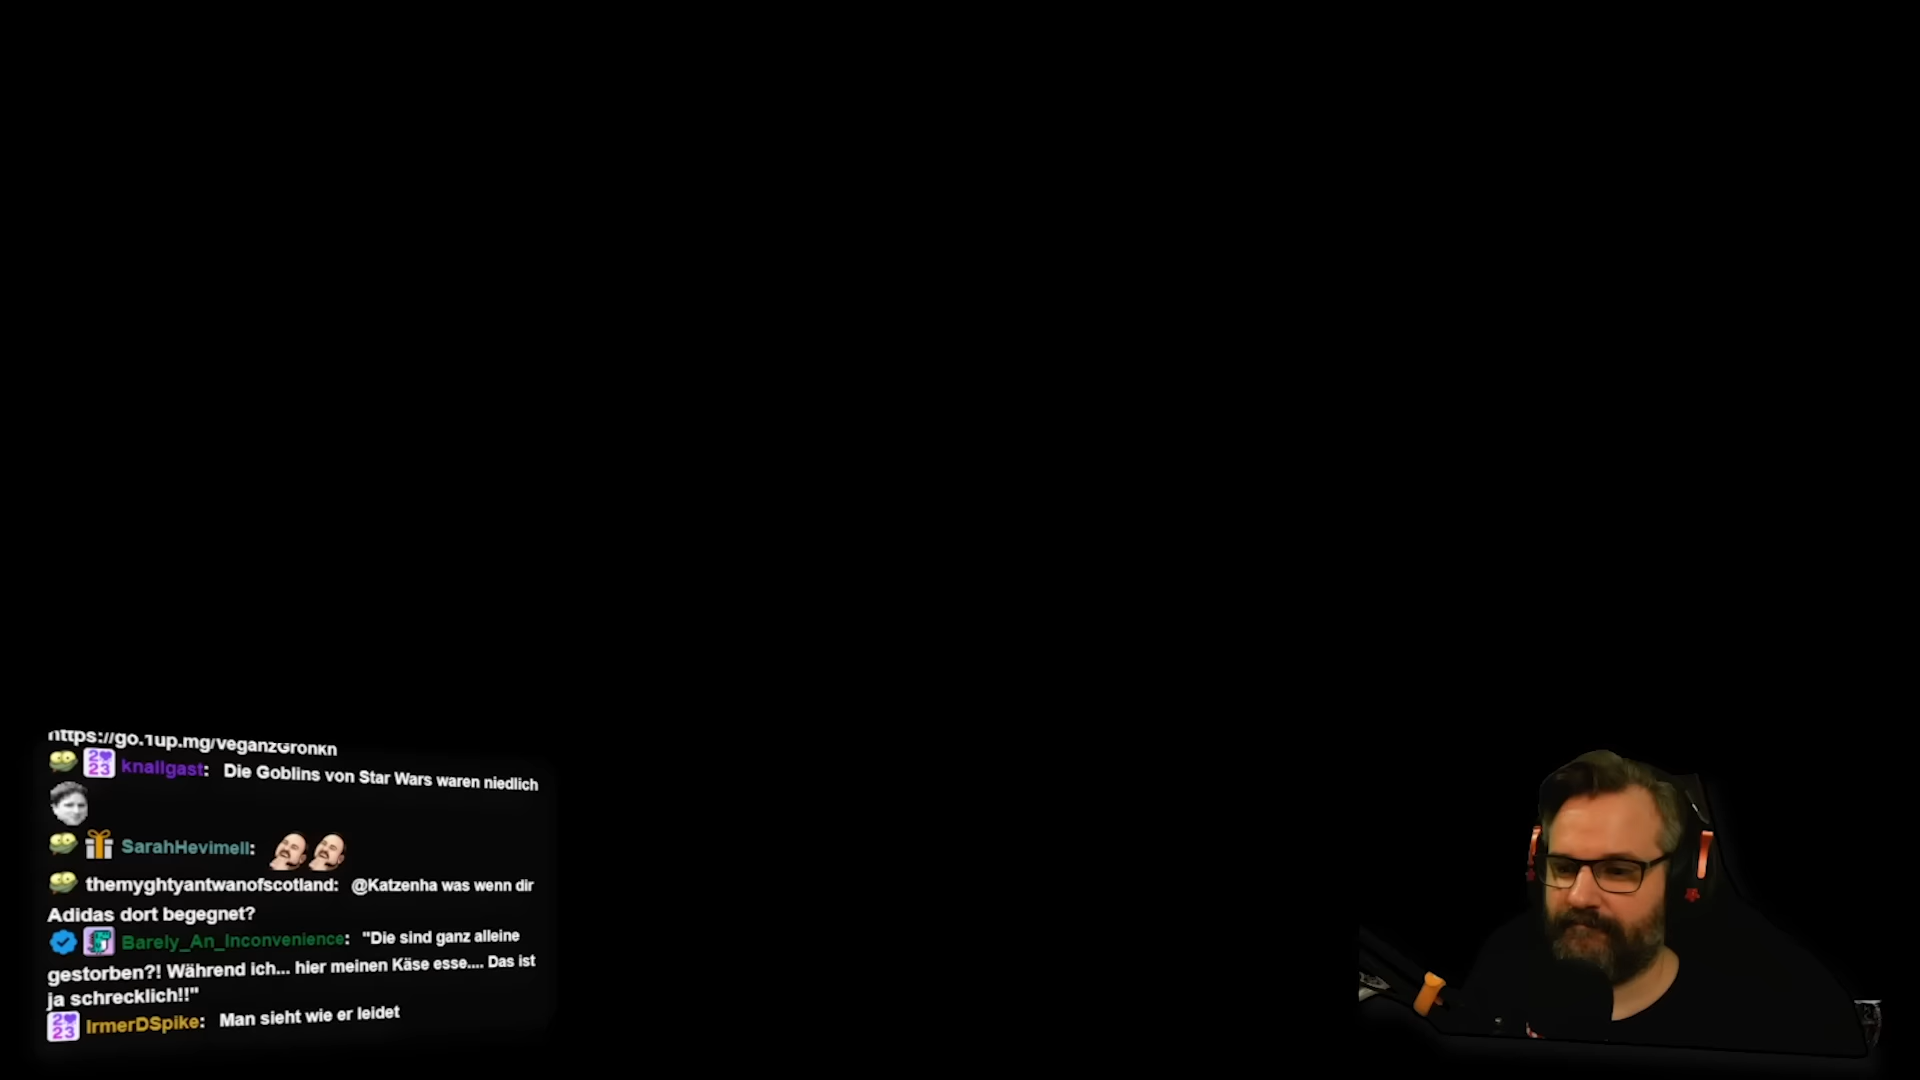 https://go.1up.mg/veganzGronkh
2023 knallgast: Die Goblins von Star Wars waren niedlich
SarahHevimell:
themyghtyantwanofscotland: @Katzenha was wenn dir
Adidas dort begegnet?
Barely_An_Inconvenience: "Die sind ganz alleine
gestorben?! Während ich... hier meinen Käse esse.... Das ist
ja schrecklich!!"
2023 IrmerDSpike: Man sieht wie er leidet